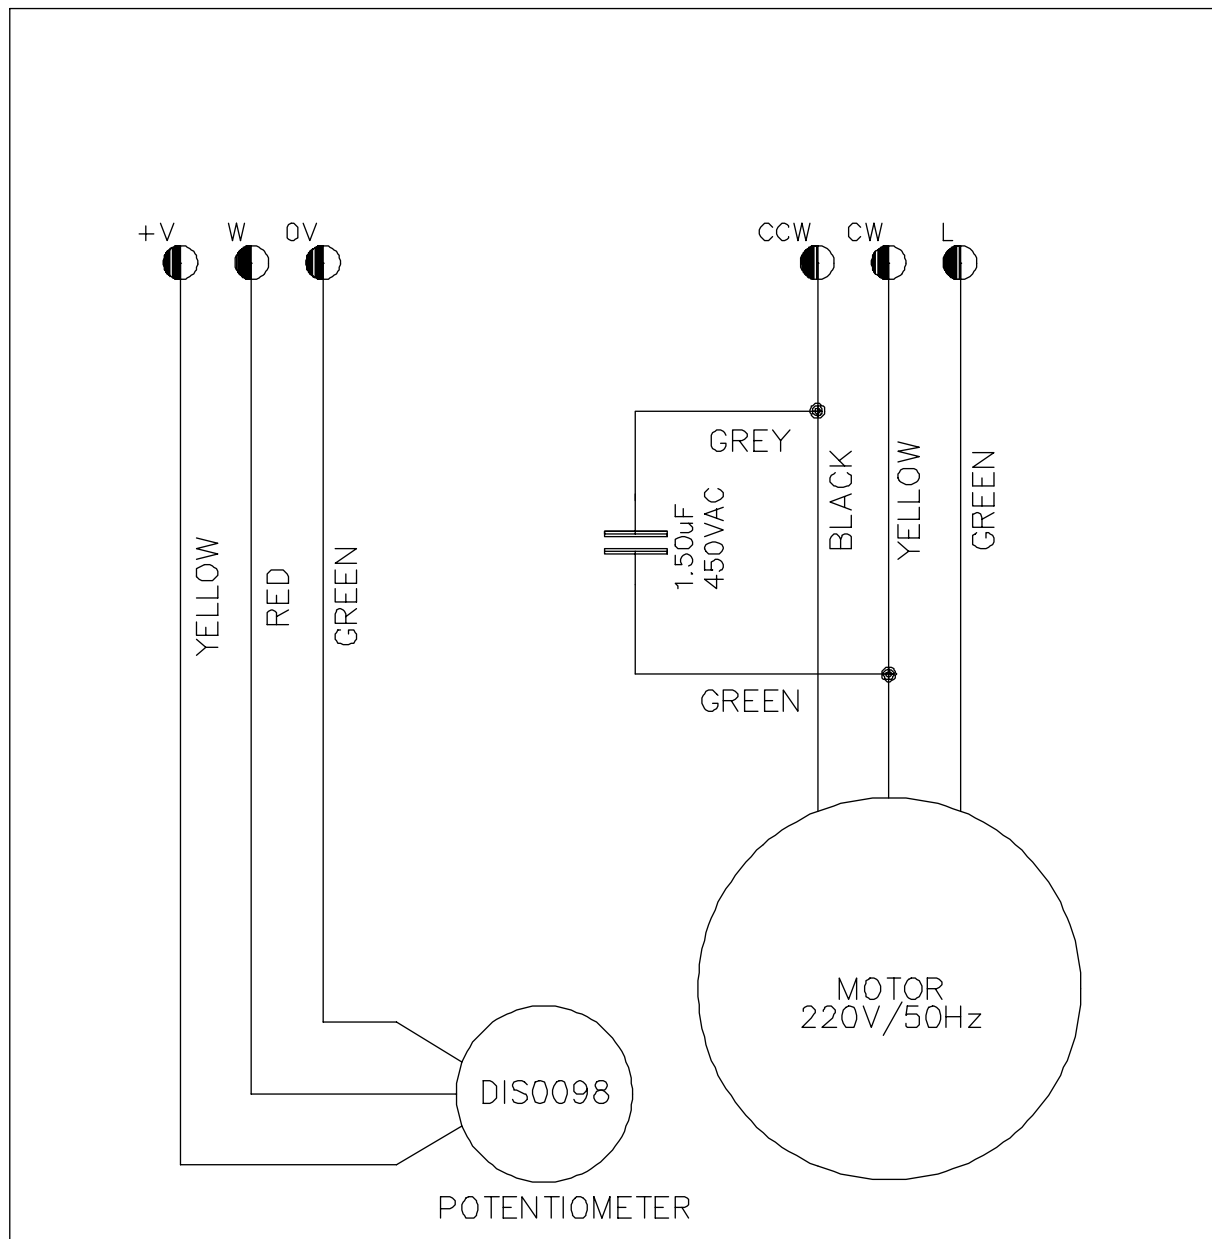 +V W 0V CCW CW L
GREY
BLACK
YELLOW
GREEN
1.50uF
450VAC
YELLOW
RED
GREEN
GREEN
MOTOR
220V/50Hz
DIS0098
POTENTIOMETER